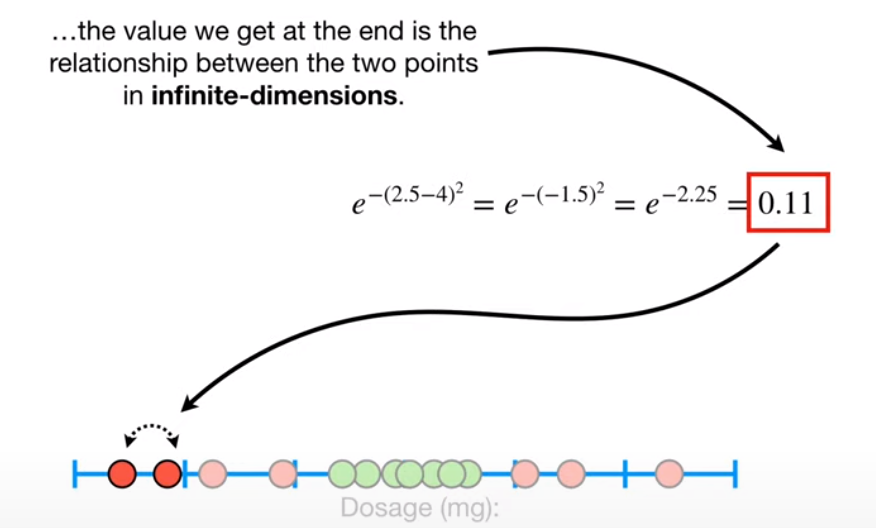 ...the value we get at the end is the
relationship between the two points
in infinite-dimensions.
e^{-(2.5-4)^2} = e^{-(-1.5)^2} = e^{-2.25} = 0.11
Dosage (mg):